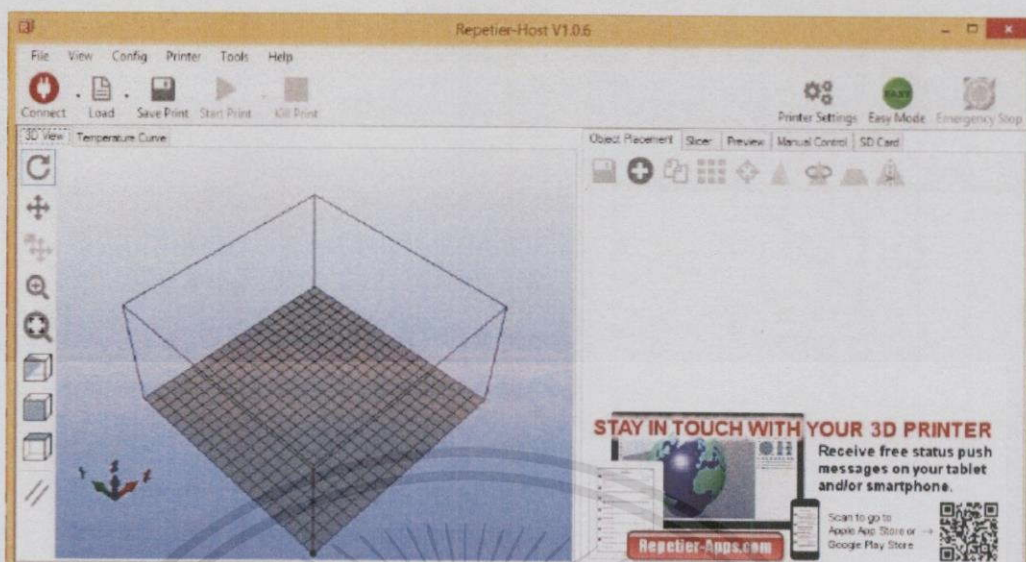 Repetier-Host V1.0.6
File View Config Printer Tools Help
Connect Load Save Print Start Print Kill Print
Printer Settings EASY Easy Mode Emergency Stop
3D View Temperature Curve
Object Placement Slicer Preview Manual Control SD Card
STAY IN TOUCH WITH YOUR 3D PRINTER
Receive free status push
messages on your tablet
and/or smartphone.
Scan to go to
Apple App Store or →
Google Play Store
Repetier-Apps.com